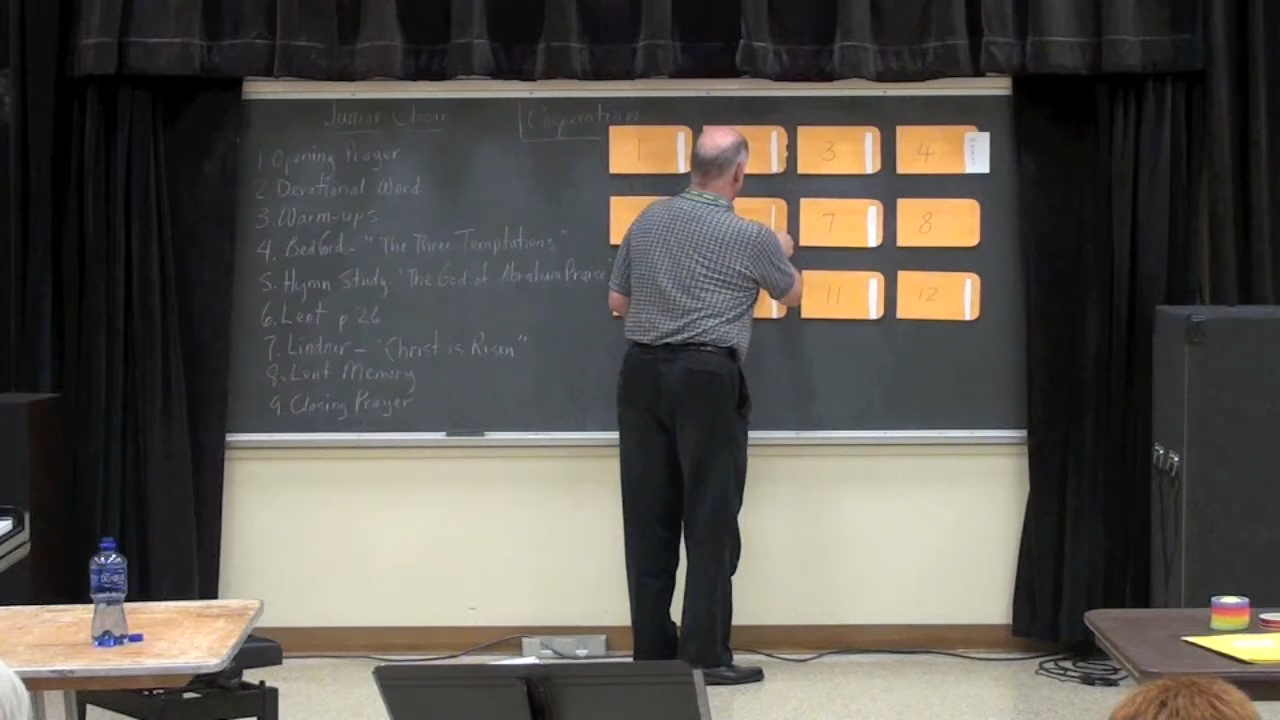 Junior Choir
Cooperation
1 Opening Prayer
2. Devotional Word
3. Warm-ups
4. Bedford - "The Three Temptations"
5. Hymn Study "The God of Abraham Praise"
6. Lent p 26
7. Lindner - "Christ is Risen"
8. Lent Memory
9. Closing Prayer
1 3 4
7 8
11 12